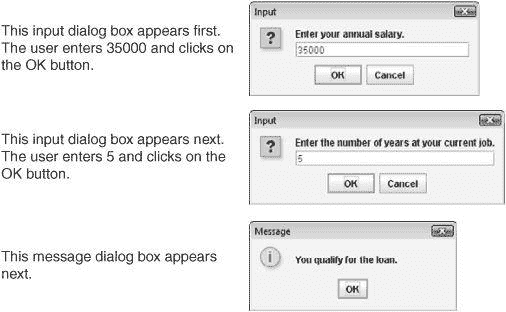 This input dialog box appears first.
The user enters 35000 and clicks on
the OK button.
Input
?
Enter your annual salary.
35000
OK Cancel
This input dialog box appears next.
The user enters 5 and clicks on the
OK button.
Input
?
Enter the number of years at your current job.
5
OK Cancel
This message dialog box appears
next.
Message
i
You qualify for the loan.
OK